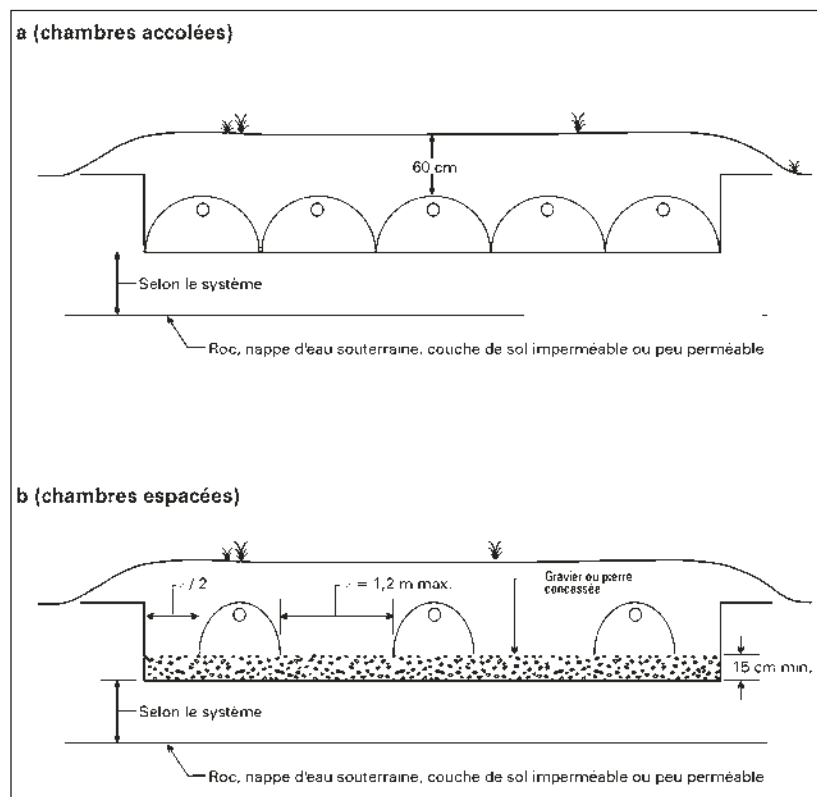 a (chambres accolées)
60 cm
Selon le système
Roc, nappe d'eau souterraine, couche de sol imperméable ou peu perméable
b (chambres espacées)
/ 2
= 1,2 m max.
Gravier ou pierre
concassée
15 cm min.
Selon le système
Roc, nappe d'eau souterraine, couche de sol imperméable ou peu perméable